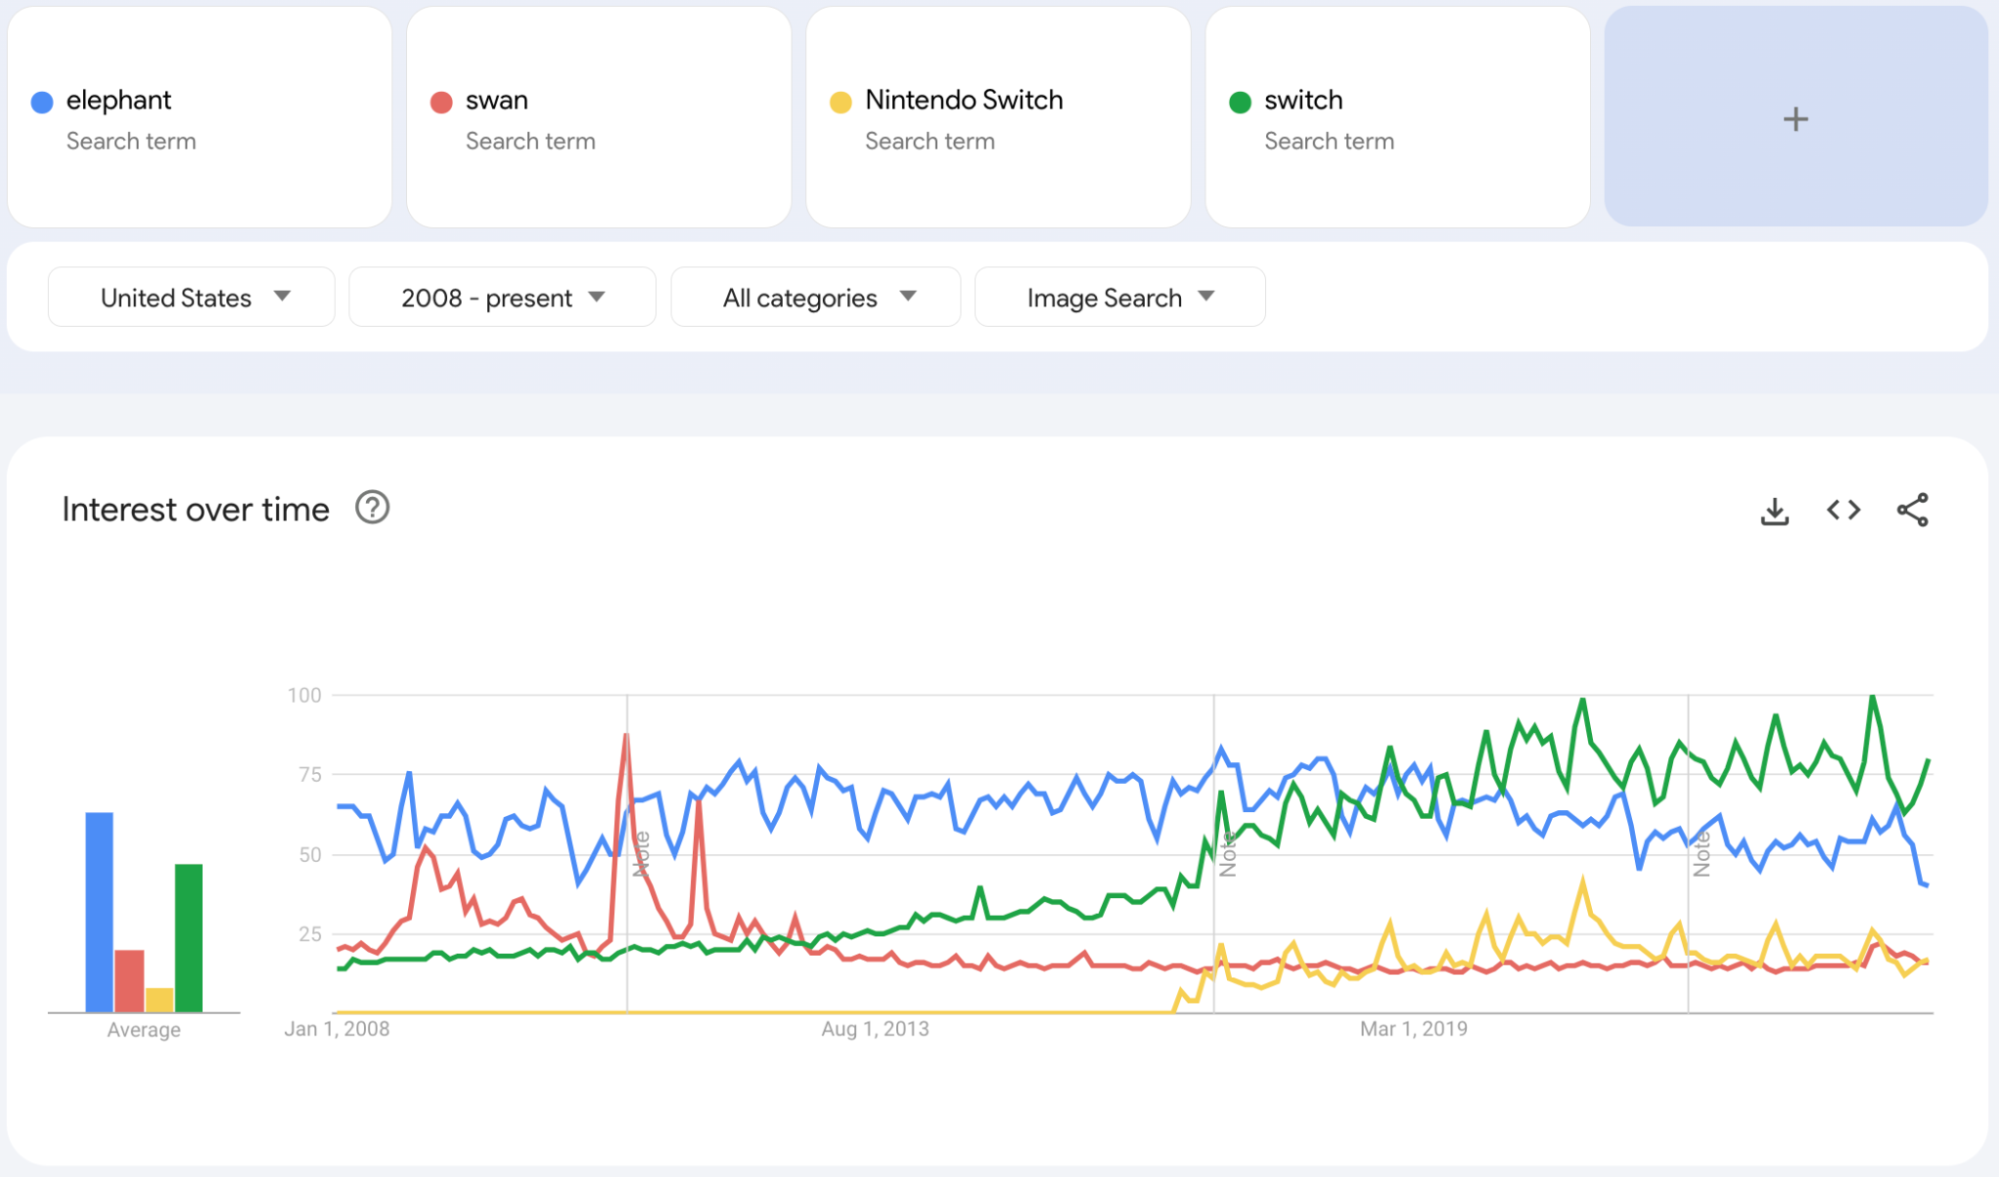 elephant
Search term
swan
Search term
Nintendo Switch
Search term
switch
Search term
+
United States
2008 - present
All categories
Image Search
Interest over time
?
100
75
50
25
Note
Note
Note
Average
Jan 1, 2008
Aug 1, 2013
Mar 1, 2019